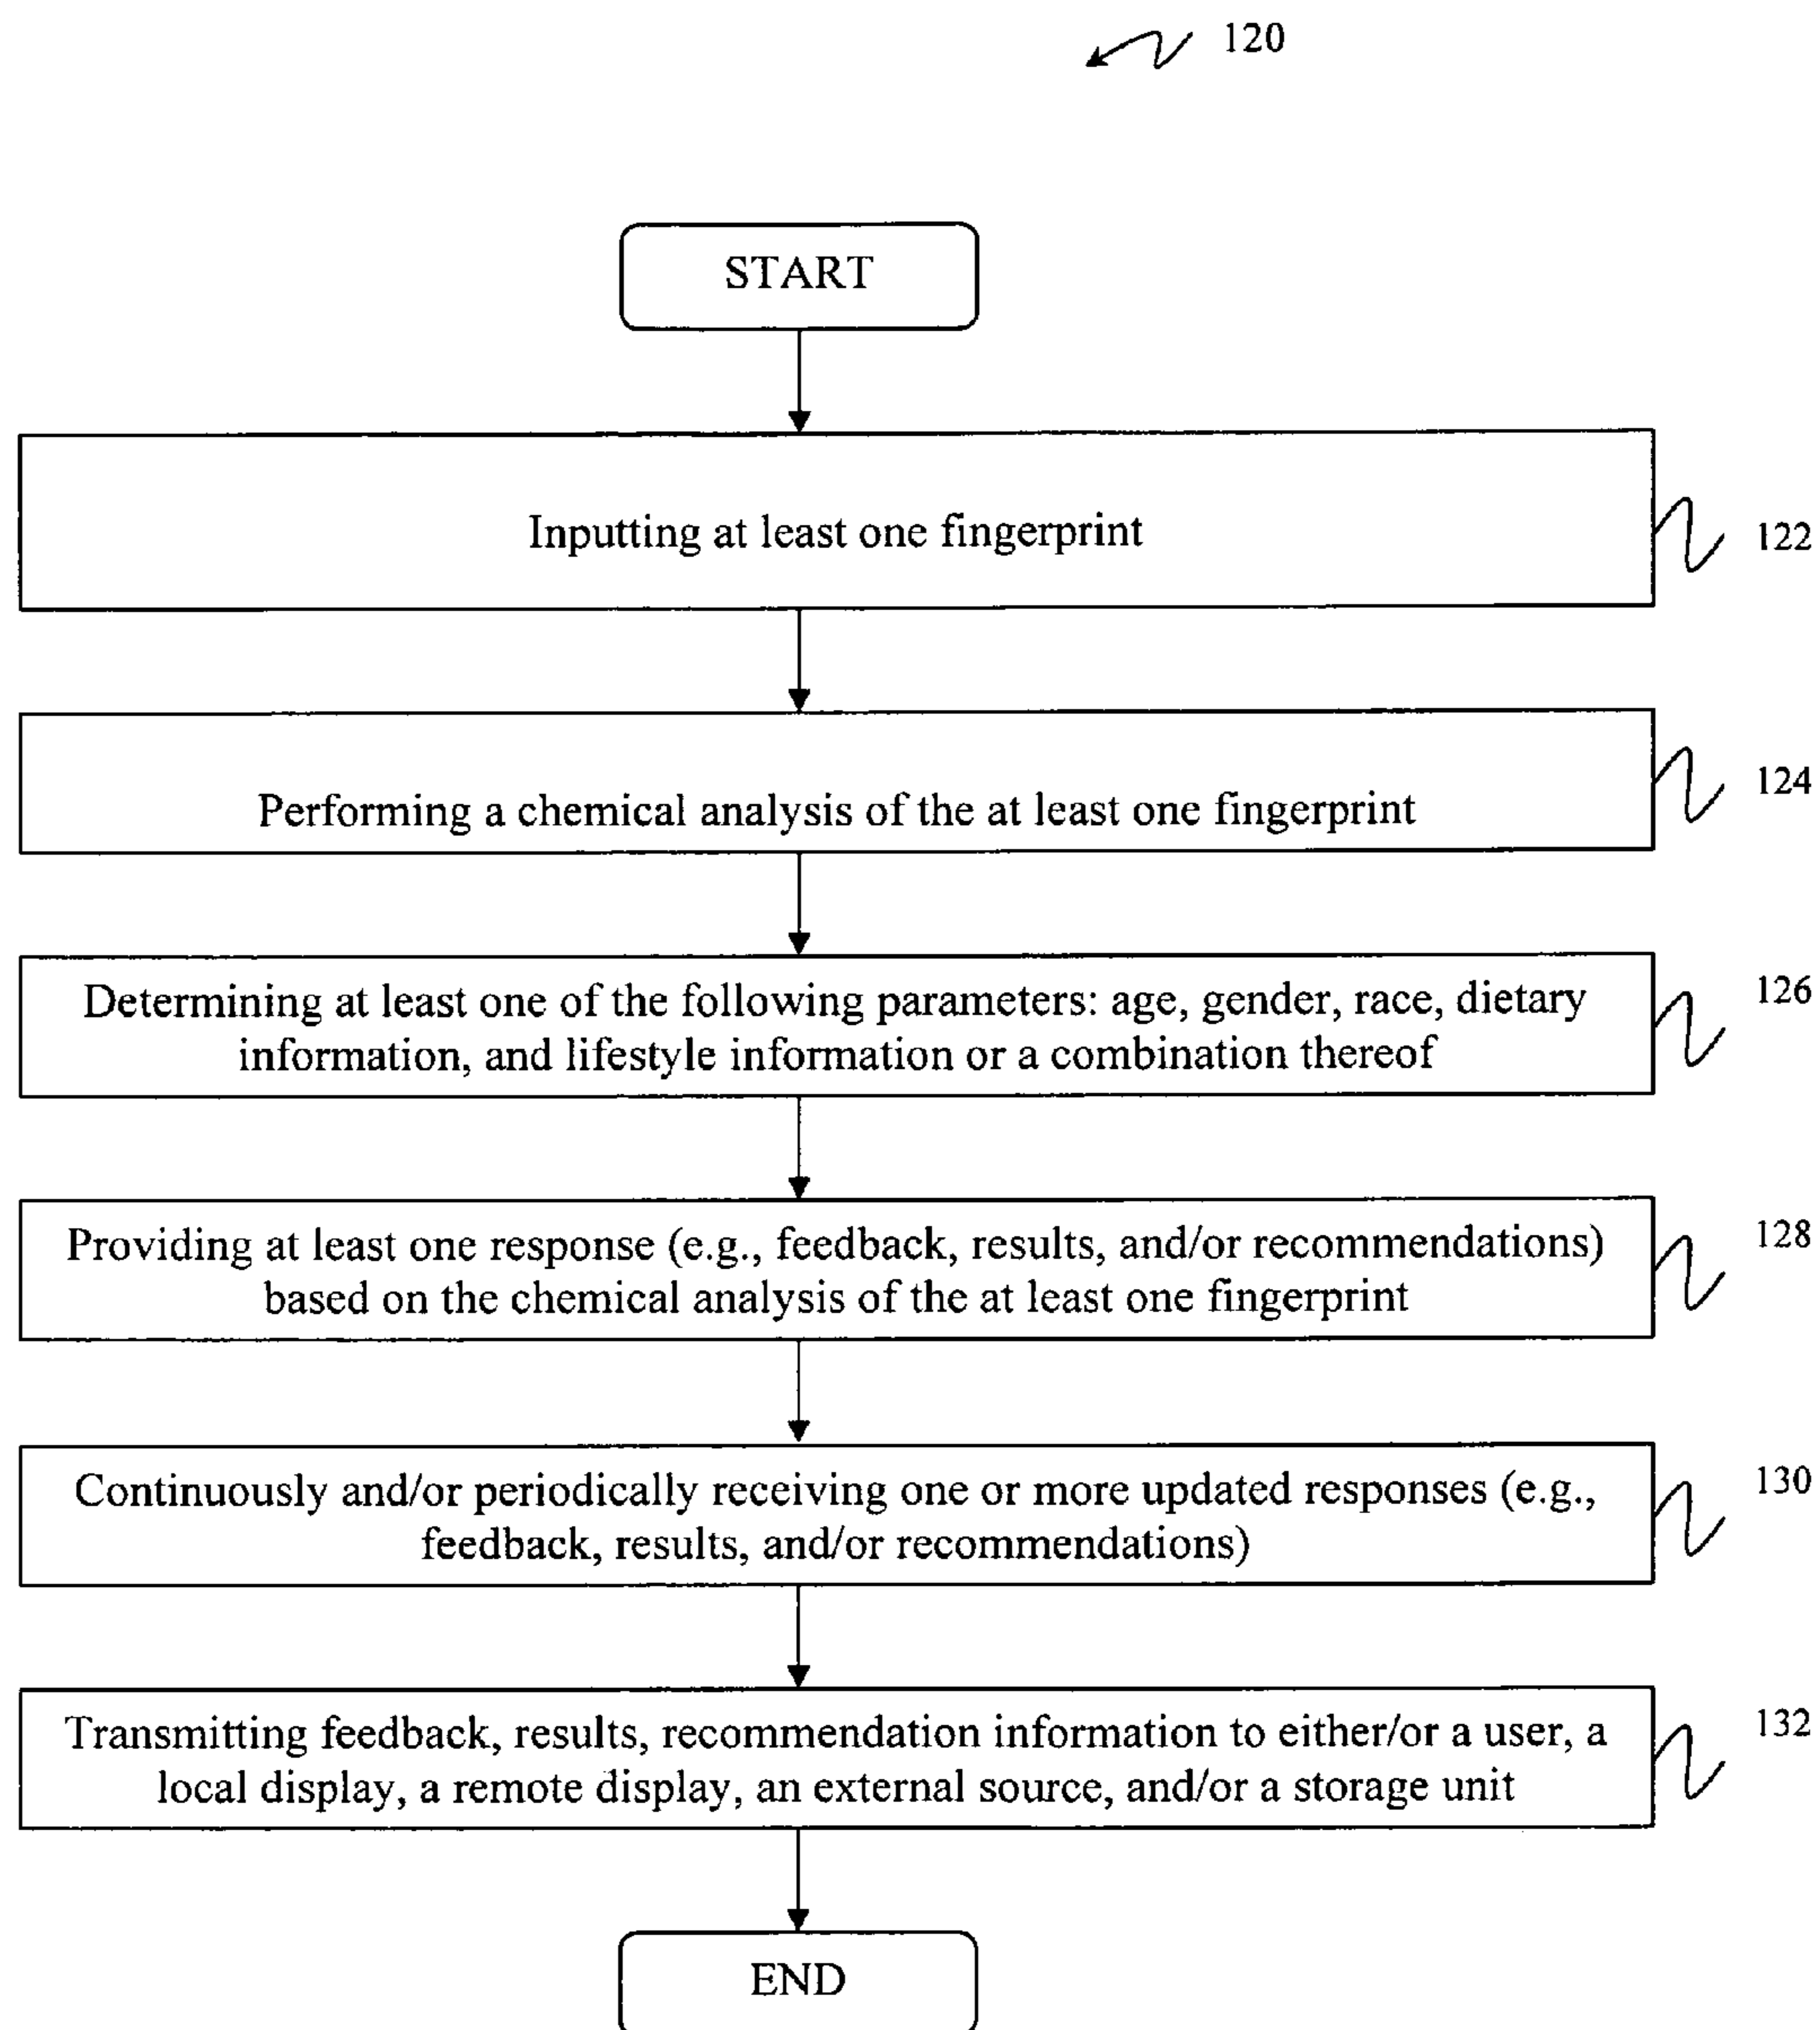 120
START
Inputting at least one fingerprint
122
Performing a chemical analysis of the at least one fingerprint
124
Determining at least one of the following parameters: age, gender, race, dietary
information, and lifestyle information or a combination thereof
126
Providing at least one response (e.g., feedback, results, and/or recommendations)
based on the chemical analysis of the at least one fingerprint
128
Continuously and/or periodically receiving one or more updated responses (e.g.,
feedback, results, and/or recommendations)
130
Transmitting feedback, results, recommendation information to either/or a user, a
local display, a remote display, an external source, and/or a storage unit
132
END